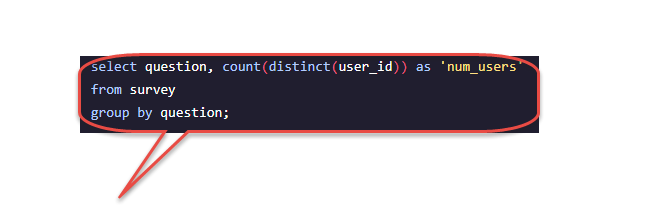 select question, count(distinct(user_id)) as 'num_users'
from survey
group by question;